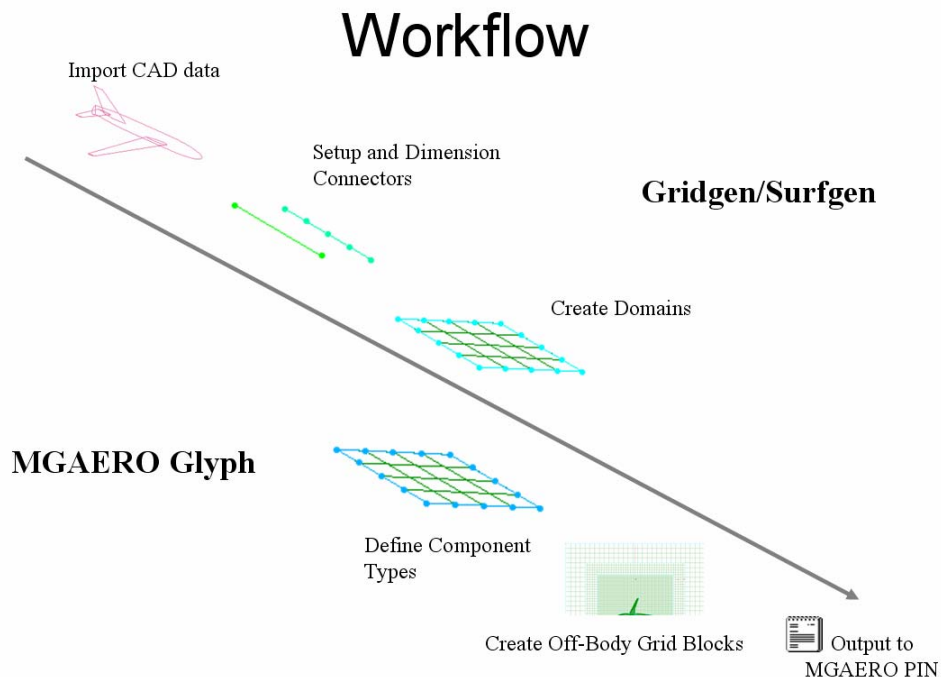 Workflow
Import CAD data
Setup and Dimension
Connectors
Gridgen/Surfgen
Create Domains
MGAERO Glyph
Define Component
Types
Create Off-Body Grid Blocks
Output to
MGAERO PIN